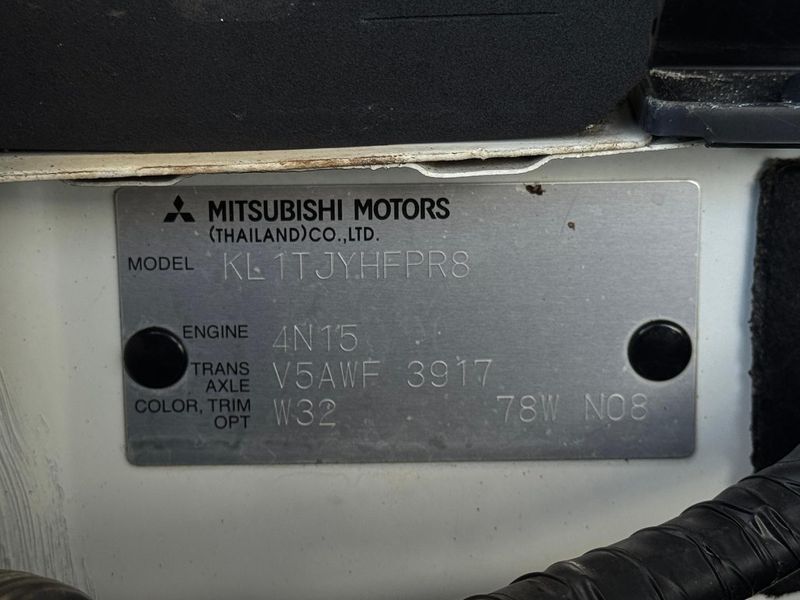 MITSUBISHI MOTORS
(THAILAND)CO.,LTD.
MODEL KL1TJYHFPR8
ENGINE 4N15
TRANS AXLE V5AWF 3917
COLOR, TRIM OPT W32 78W N08